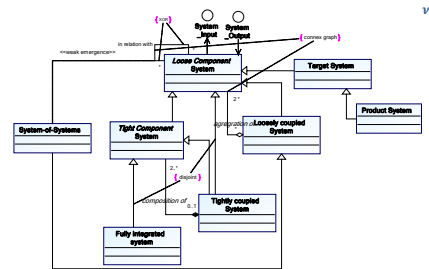 ν
{ xor }
System
_Input
System
_Output
in relation with
{ connex graph }
<<weak emergence>>
*
*
Loose Component
System
Target System
Product System
2..*
System-of-Systems
Tight Component
System
agregration of
Loosely coupled
System
*
2..*
{ disjoint }
composition of
0..1
Tightly coupled
System
Fully integrated
system